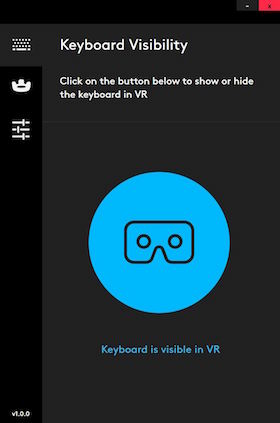 Keyboard Visibility
Click on the button below to show or hide
the keyboard in VR
Keyboard is visible in VR
v1.0.0